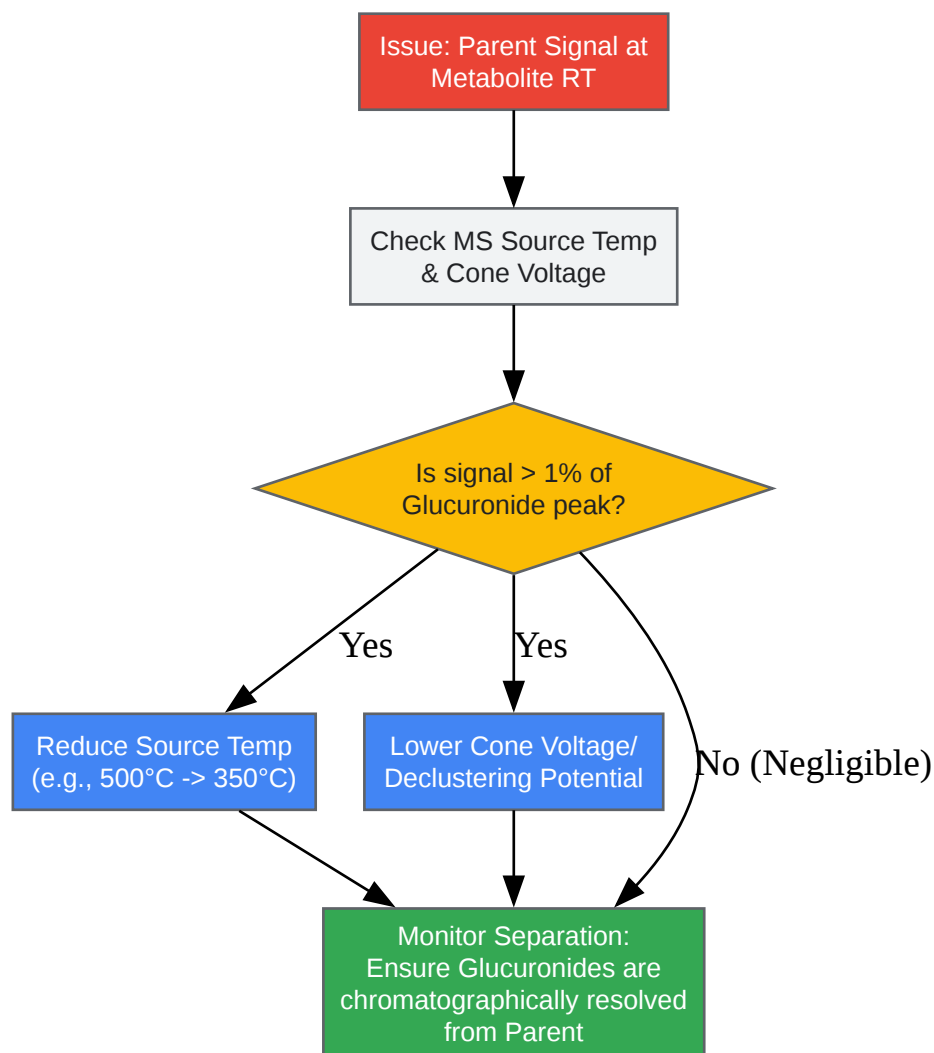 Issue: Parent Signal at
Metabolite RT
Check MS Source Temp
& Cone Voltage
Is signal > 1% of
Glucuronide peak?
Yes
Yes
Reduce Source Temp
(e.g., 500°C -> 350°C)
Lower Cone Voltage/
Declustering Potential
No (Negligible)
Monitor Separation:
Ensure Glucuronides are
chromatographically resolved
from Parent